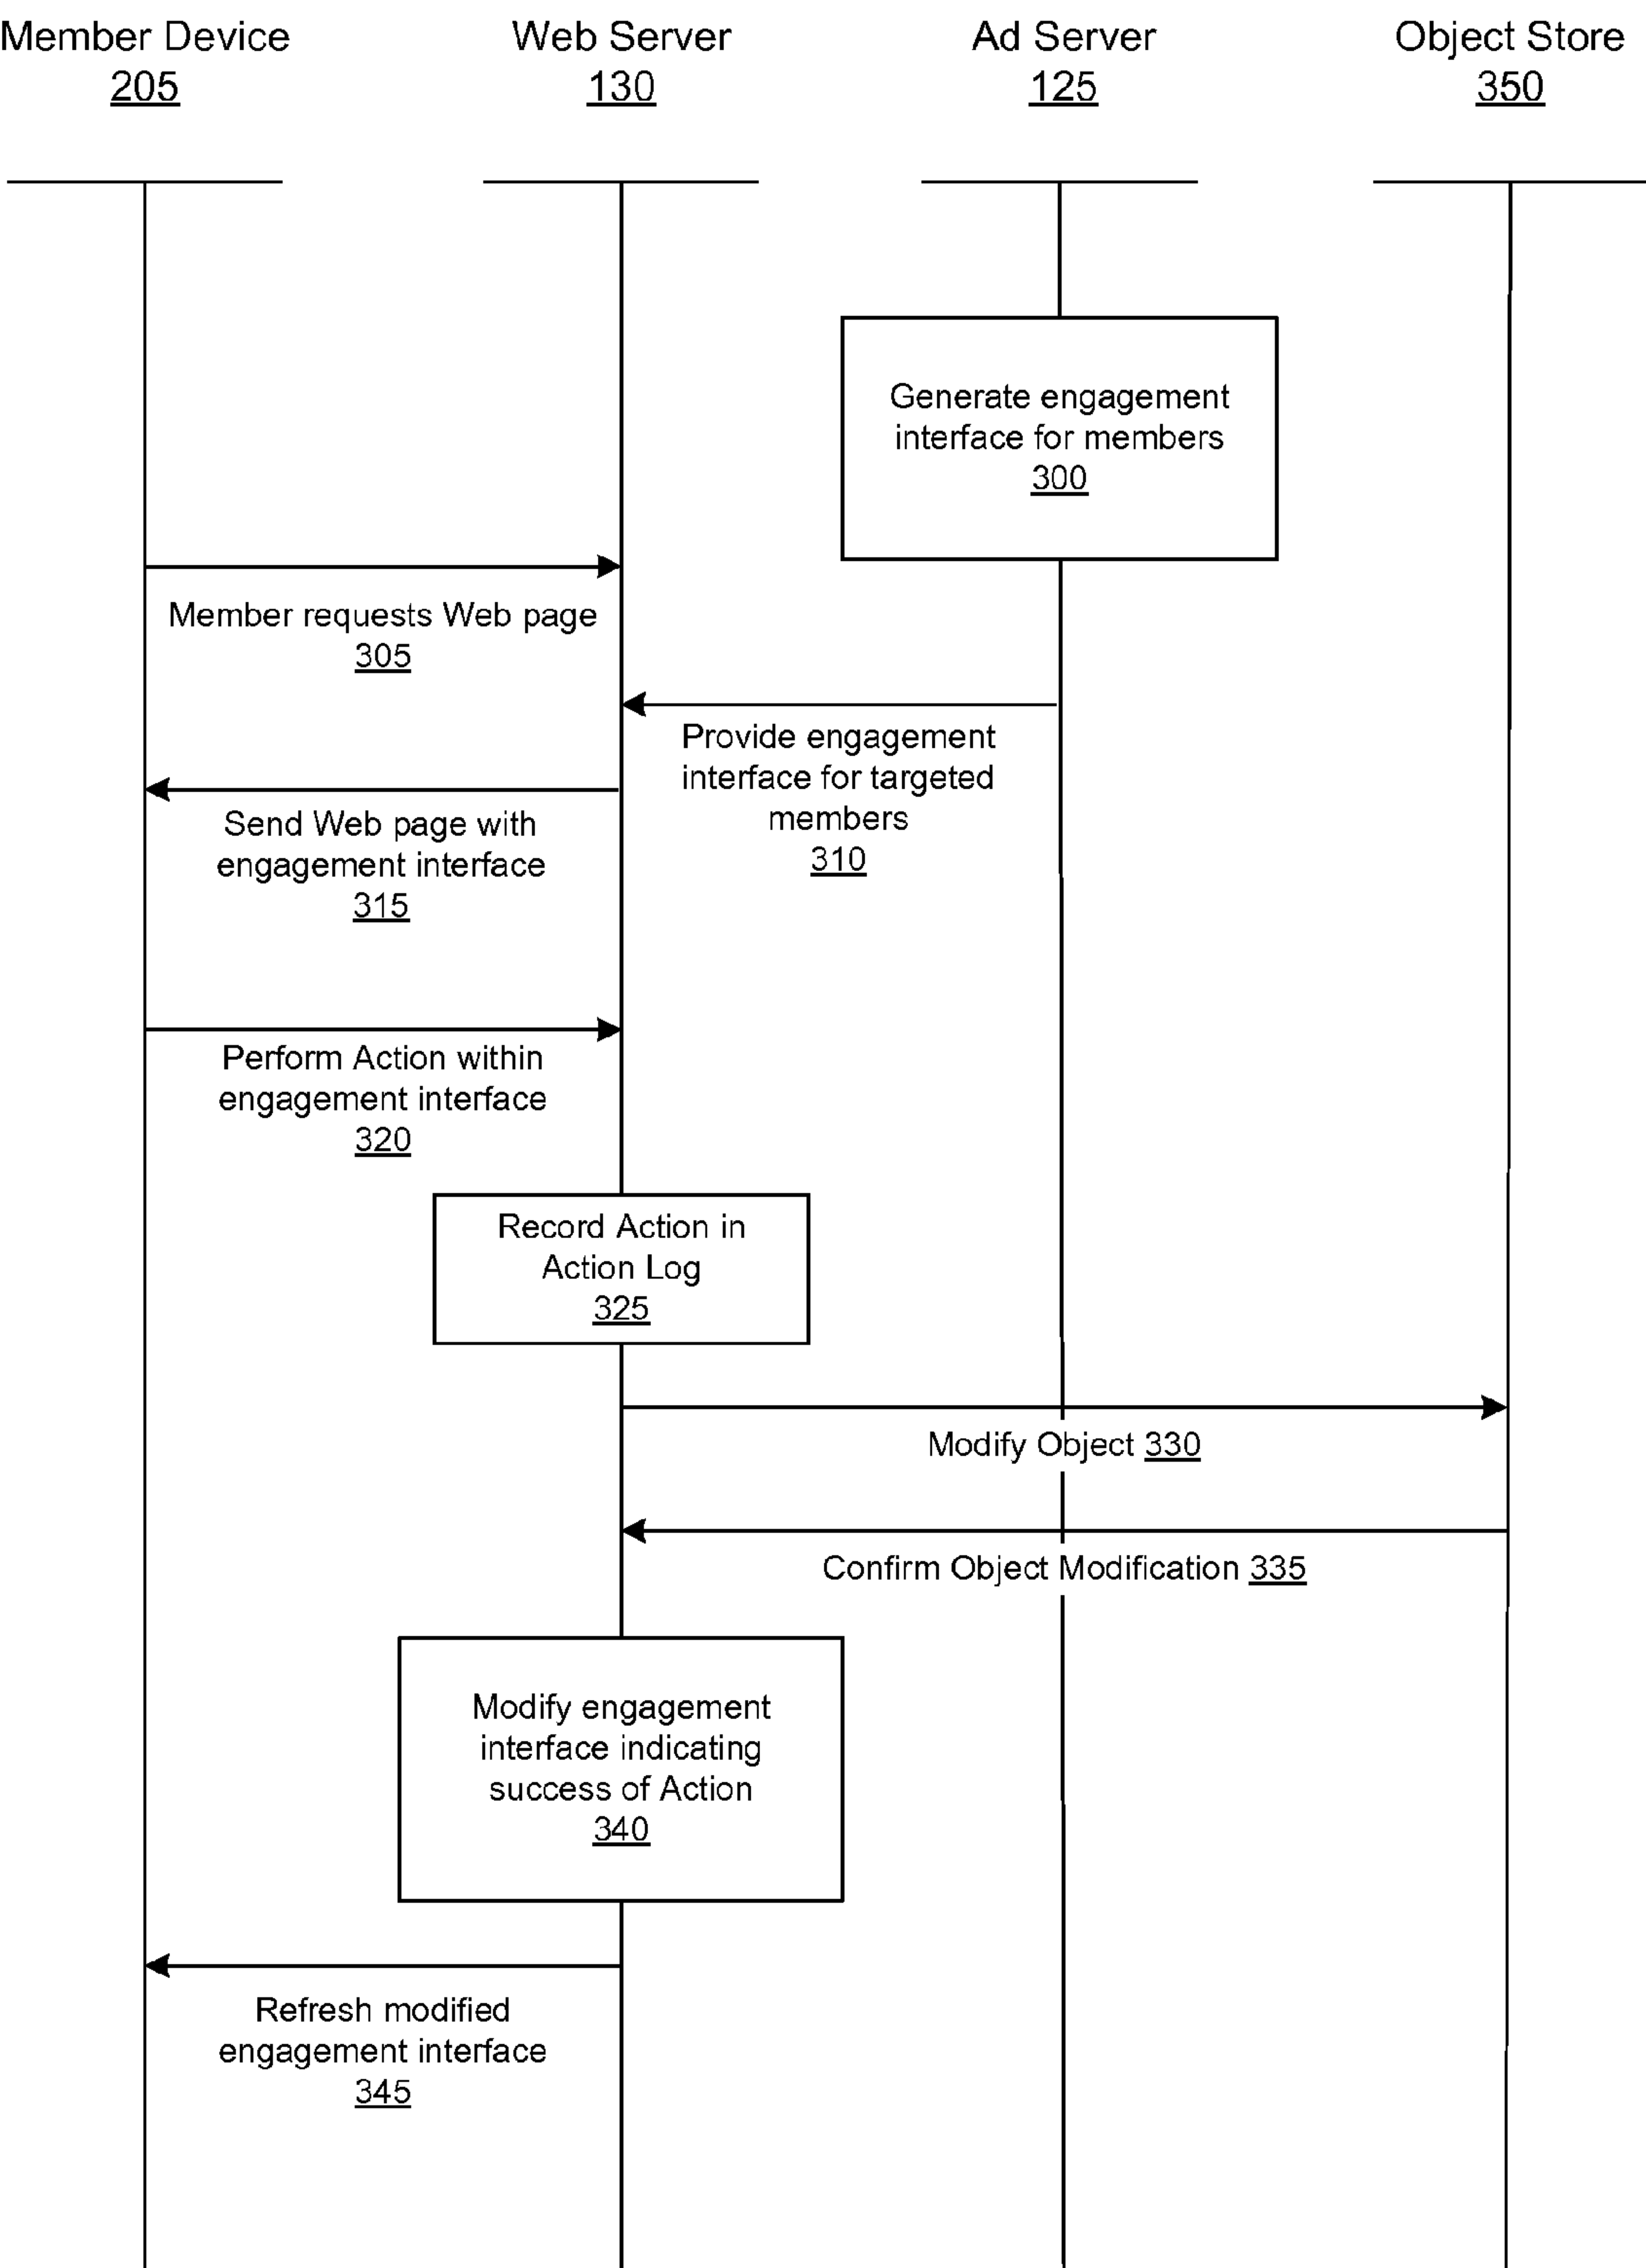 Member Device
205
Web Server
130
Ad Server
125
Object Store
350
Generate engagement
interface for members
300
Member requests Web page
305
Provide engagement
interface for targeted
members
310
Send Web page with
engagement interface
315
Perform Action within
engagement interface
320
Record Action in
Action Log
325
Modify Object 330
Confirm Object Modification 335
Modify engagement
interface indicating
success of Action
340
Refresh modified
engagement interface
345